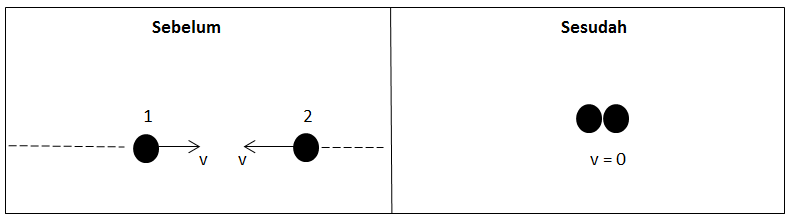 Sebelum
1
2
v
v
Sesudah
v = 0